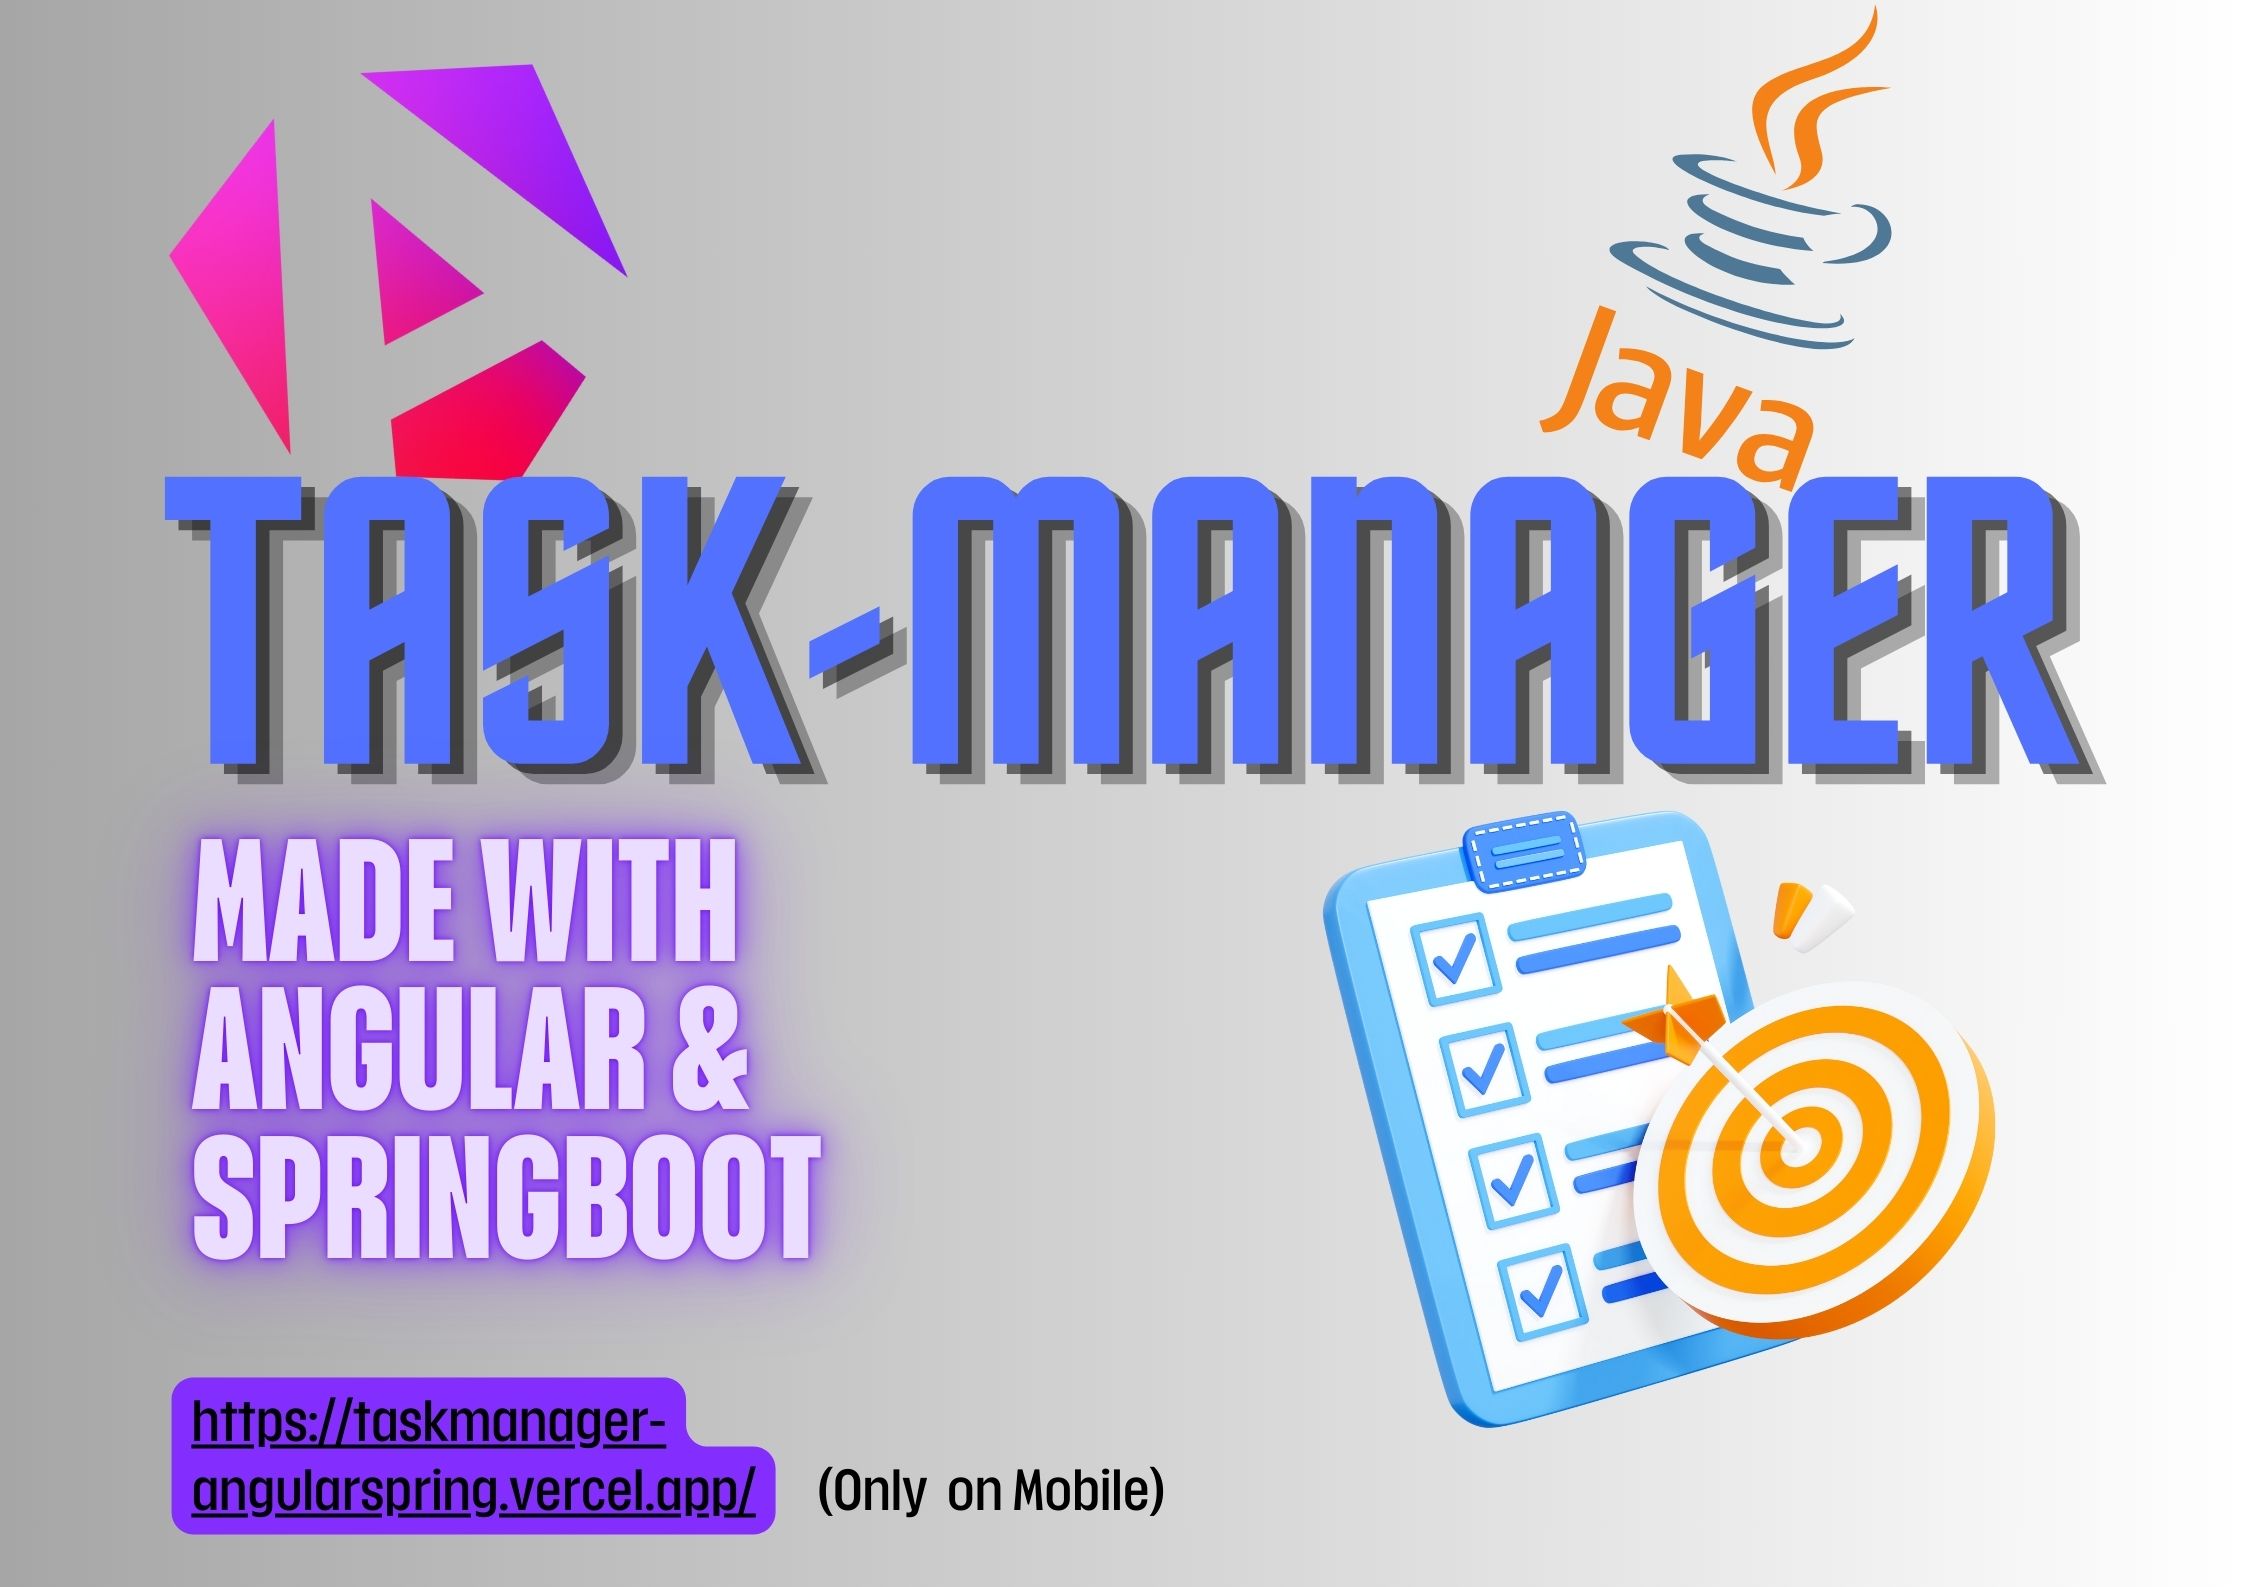 Java
TASK-MANAGER
MADE WITH
ANGULAR &
SPRINGBOOT
https://taskmanager-
angularspring.vercel.app/ (Only on Mobile)